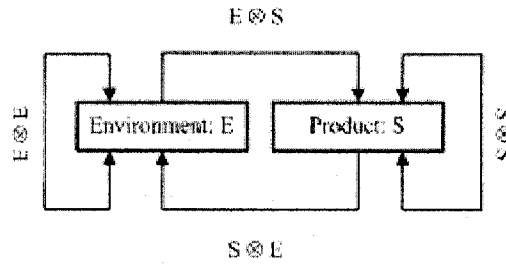 E ⊗ S
E ⊗ E
Environment: E
Product: S
S ⊗ S
S ⊗ E